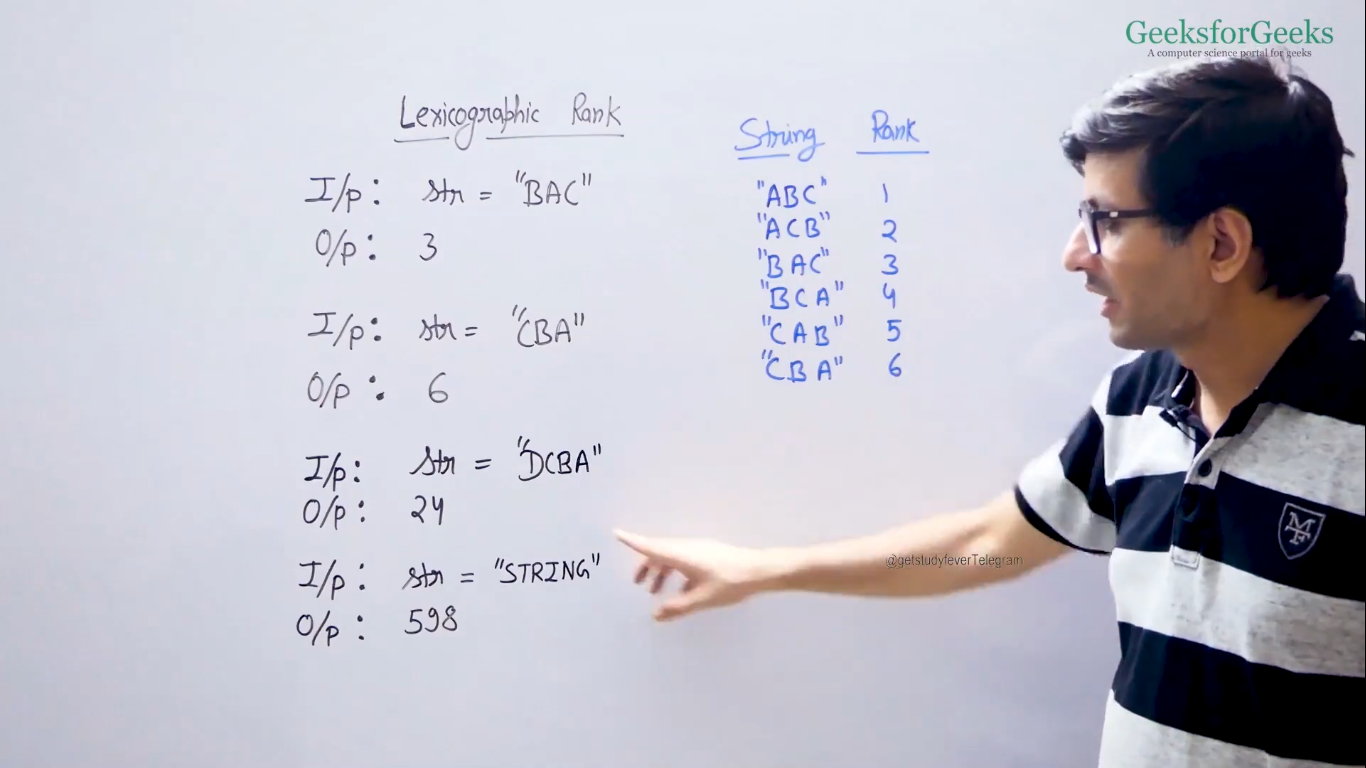 GeeksforGeeks
A computer science portal for geeks
Lexicographic Rank
I/p : str = "BAC"
O/p : 3
I/p : str = "CBA"
O/p : 6
I/p : str = "DCBA"
O/p : 24
I/p : str = "STRING"
O/p : 598
String Rank
"ABC" 1
"ACB" 2
"BAC" 3
"BCA" 4
"CAB" 5
"CBA" 6
@getstudyfeverTelegram
MF